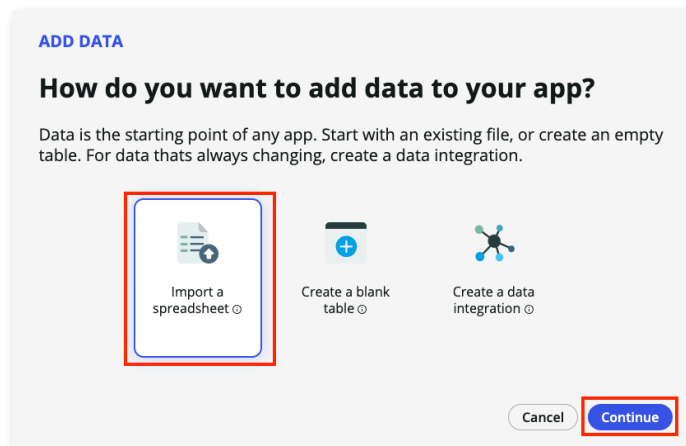 ADD DATA
How do you want to add data to your app?
Data is the starting point of any app. Start with an existing file, or create an empty
table. For data thats always changing, create a data integration.
Import a
spreadsheet
Create a blank
table
Create a data
integration
Cancel
Continue